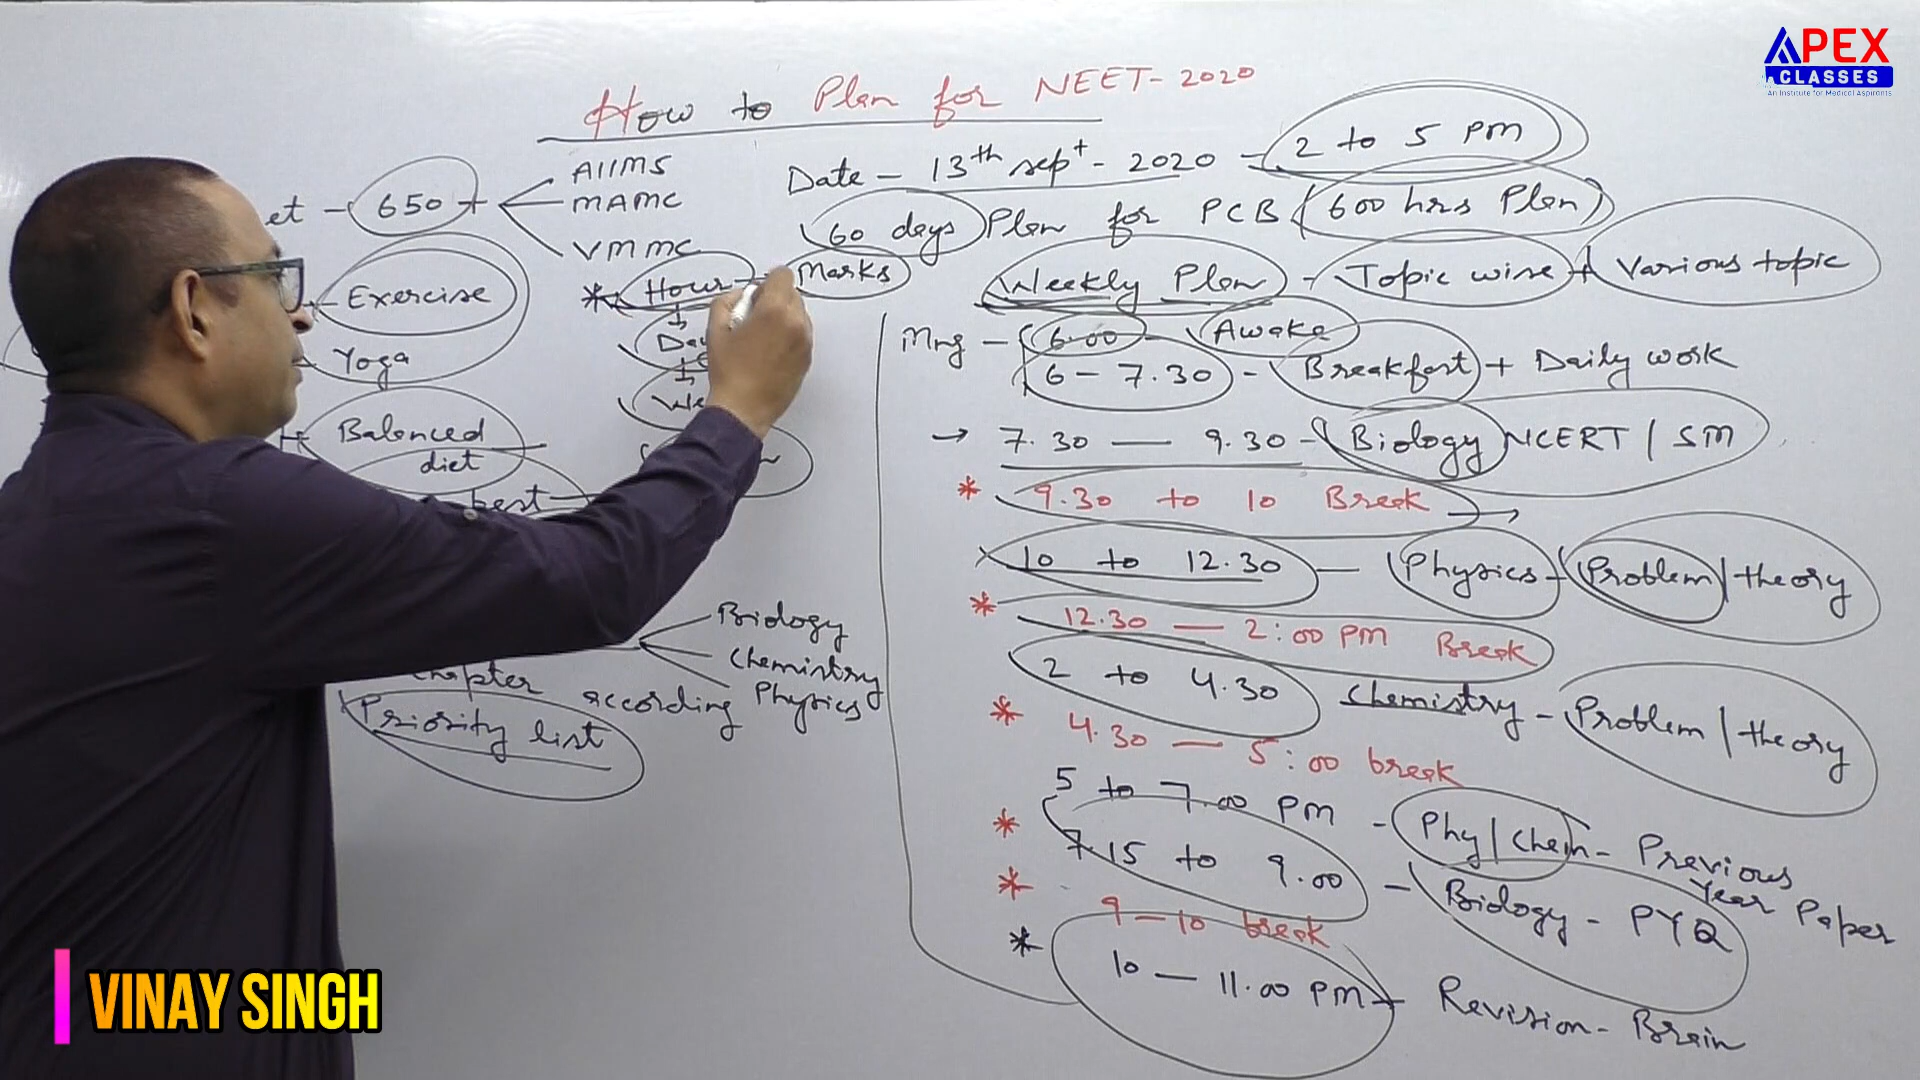 APEX
CLASSES
An Institute for Medical Aspirants
How to Plan for NEET-2020
et - 650 +
AIIMS
MAMC
VMMC
Exercise
Yoga
Balenced
diet
best
* Hour - Marks
Biology
Chemistry
Physics
chapter according
Priority list
Date - 13th sept - 2020 - 2 to 5 PM
60 days Plan for PCB (600 hrs Plan)
Weekly Plan - Topic wise + Various topic
Mrg - 6.00 - Awake
6 - 7.30 - Breakfast + Daily work
→ 7.30 — 9.30 - Biology NCERT / SM
* 9.30 to 10 Break →
10 to 12.30 — Physics - Problem / theory
* 12.30 — 2:00 PM Break
2 to 4.30 Chemistry - Problem / theory
* 4.30 — 5:00 break
5 to 7.00 PM - Phy / Chem - Previous Year Paper
* 7.15 to 9.00 - Biology - PYQ
* 9 - 10 break
* 10 — 11.00 PM - Revision - Brain
VINAY SINGH